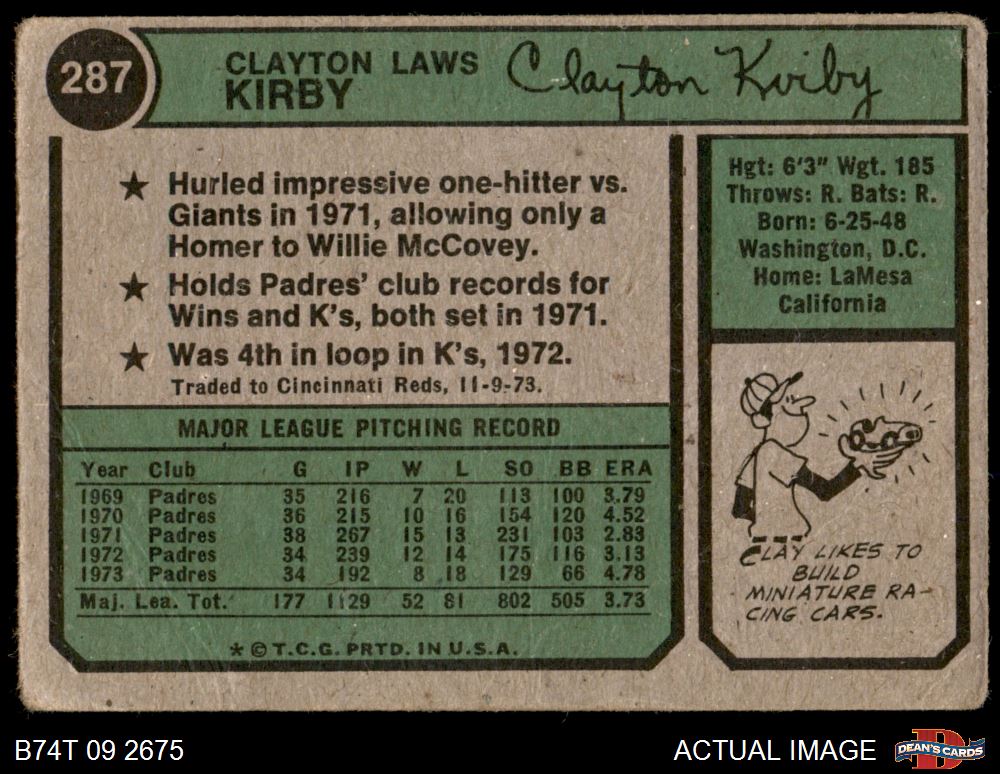 287
CLAYTON LAWS
KIRBY
Clayton Kirby
★ Hurled impressive one-hitter vs.
Giants in 1971, allowing only a
Homer to Willie McCovey.
★ Holds Padres' club records for
Wins and K's, both set in 1971.
★ Was 4th in loop in K's, 1972.
Traded to Cincinnati Reds, 11-9-73.
MAJOR LEAGUE PITCHING RECORD
Year Club G IP W L SO BB ERA
1969 Padres 35 216 7 20 113 100 3.79
1970 Padres 36 215 10 16 154 120 4.52
1971 Padres 38 267 15 13 231 103 2.83
1972 Padres 34 239 12 14 175 116 3.13
1973 Padres 34 192 8 18 129 66 4.78
Maj. Lea. Tot. 177 1129 52 81 802 505 3.73
* © T.C.G. PRTD. IN U.S.A.
Hgt: 6'3" Wgt. 185
Throws: R. Bats: R.
Born: 6-25-48
Washington, D.C.
Home: LaMesa
California
CLAY LIKES TO
BUILD
MINIATURE RA-
CING CARS.
B74T 09 2675
ACTUAL IMAGE
DEAN'S CARDS